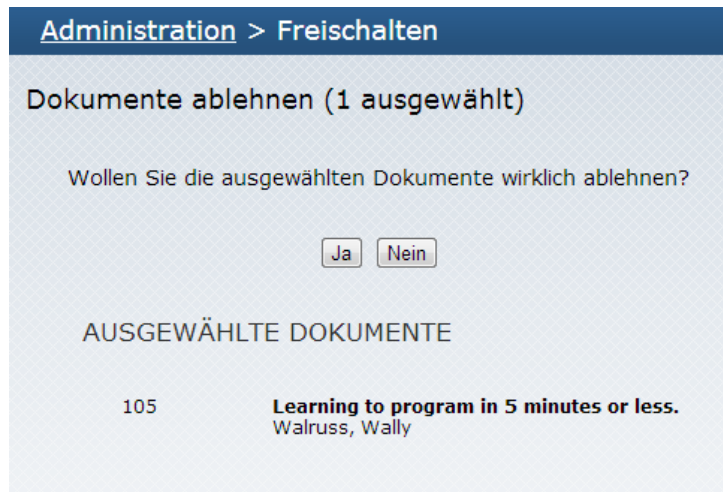 Administration > Freischalten
Dokumente ablehnen (1 ausgewählt)
Wollen Sie die ausgewählten Dokumente wirklich ablehnen?
Ja Nein
AUSGEWÄHLTE DOKUMENTE
105 Learning to program in 5 minutes or less.
Walruss, Wally